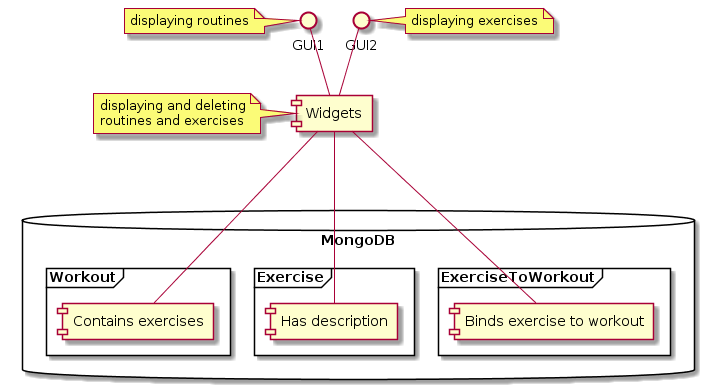 displaying routines
displaying exercises
GUI1
GUI2
displaying and deleting
routines and exercises
Widgets
MongoDB
Workout
Exercise
ExerciseToWorkout
Contains exercises
Has description
Binds exercise to workout